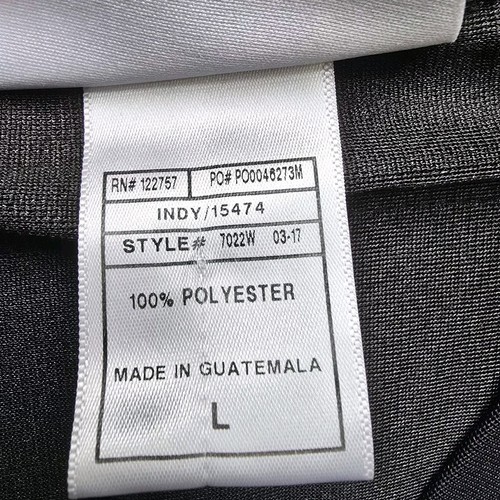 RN# 122757 PO# PO0046273M
INDY/15474
STYLE# 7022W 03-17
100% POLYESTER
MADE IN GUATEMALA
L